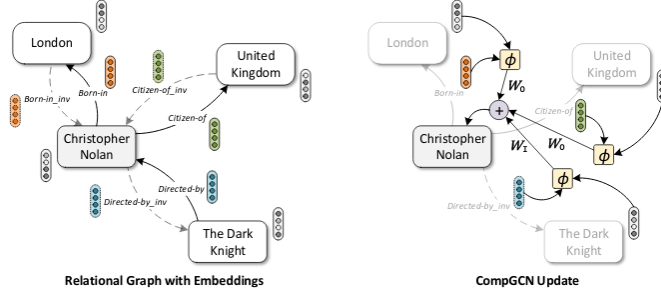 London
United
Kingdom
Born-in_inv
Born-in
Citizen-of_inv
Citizen-of
Christopher
Nolan
Directed-by
Directed-by_inv
The Dark
Knight
Relational Graph with Embeddings
London
United
Kingdom
ϕ
Born-in
W_O
Citizen-of
+
Christopher
Nolan
W_I
W_O
ϕ
ϕ
Directed-by_inv
The Dark
Knight
CompGCN Update